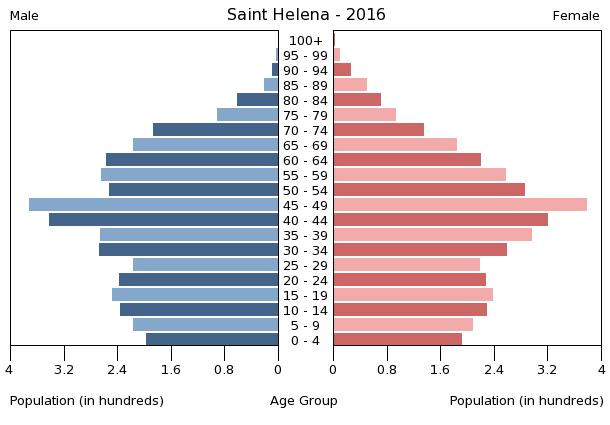 Saint Helena - 2016
Male
Female
100+
95 - 99
90 - 94
85 - 89
80 - 84
75 - 79
70 - 74
65 - 69
60 - 64
55 - 59
50 - 54
45 - 49
40 - 44
35 - 39
30 - 34
25 - 29
20 - 24
15 - 19
10 - 14
5 - 9
0 - 4
4 3.2 2.4 1.6 0.8 0 0 0.8 1.6 2.4 3.2 4
Population (in hundreds) Age Group Population (in hundreds)